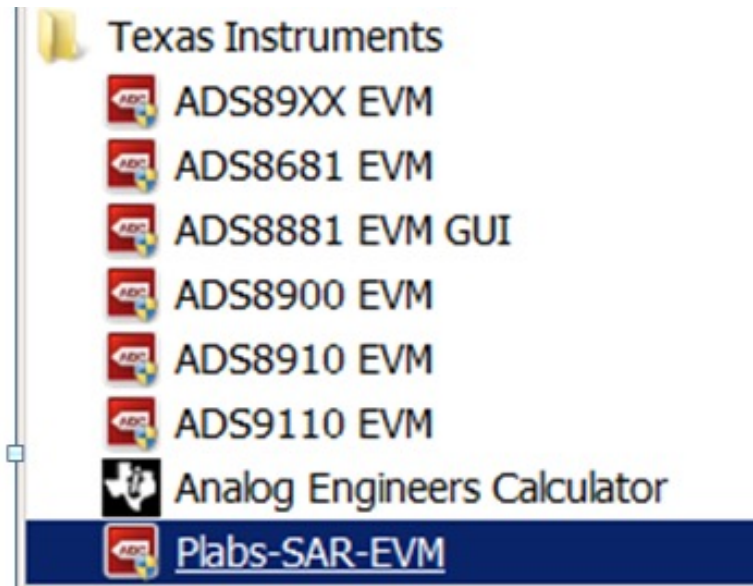 Texas Instruments
ADS89XX EVM
ADS8681 EVM
ADS8881 EVM GUI
ADS8900 EVM
ADS8910 EVM
ADS9110 EVM
Analog Engineers Calculator
Plabs-SAR-EVM